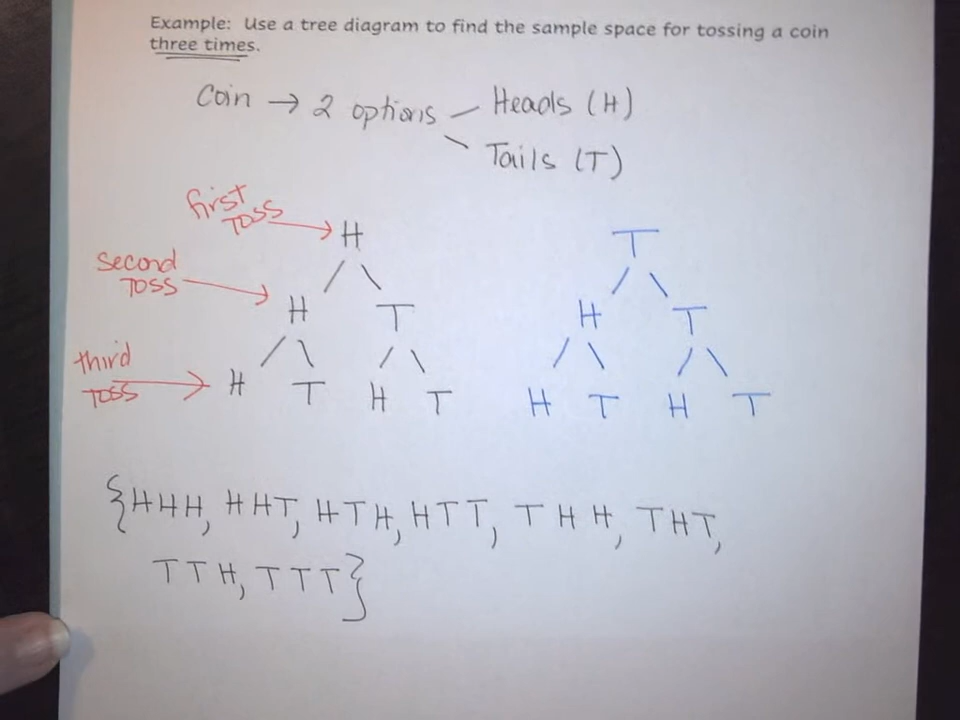 Example: Use a tree diagram to find the sample space for tossing a coin
three times.
Coin → 2 options – Heads (H)
Tails (T)
first
Toss → H
T
second
Toss → H T
H T
third
Toss → H T H T
H T H T
{HHH, HHT, HTH, HTT, THH, THT,
TTH, TTT}